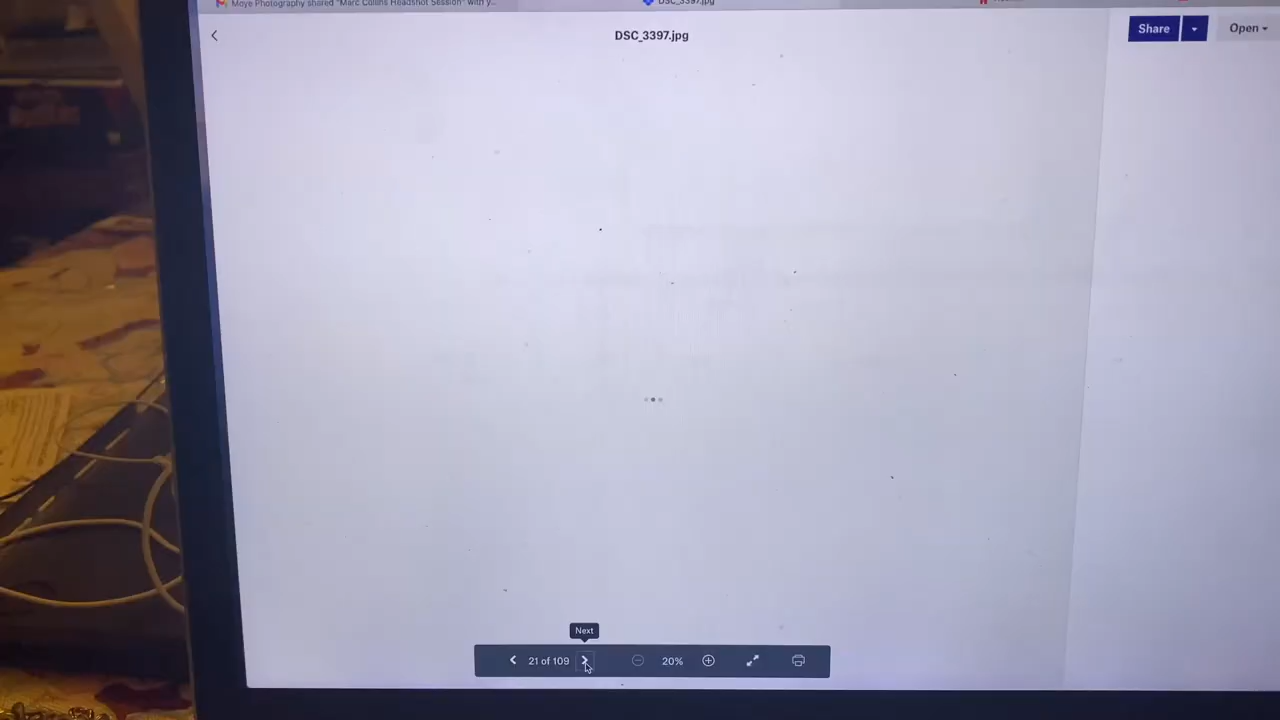 Moye Photography shared "Marc Collins Headshot Session" with y...
DSC_3397.jpg
DSC_3397.jpg
Share
Open
Next
21 of 109
20%